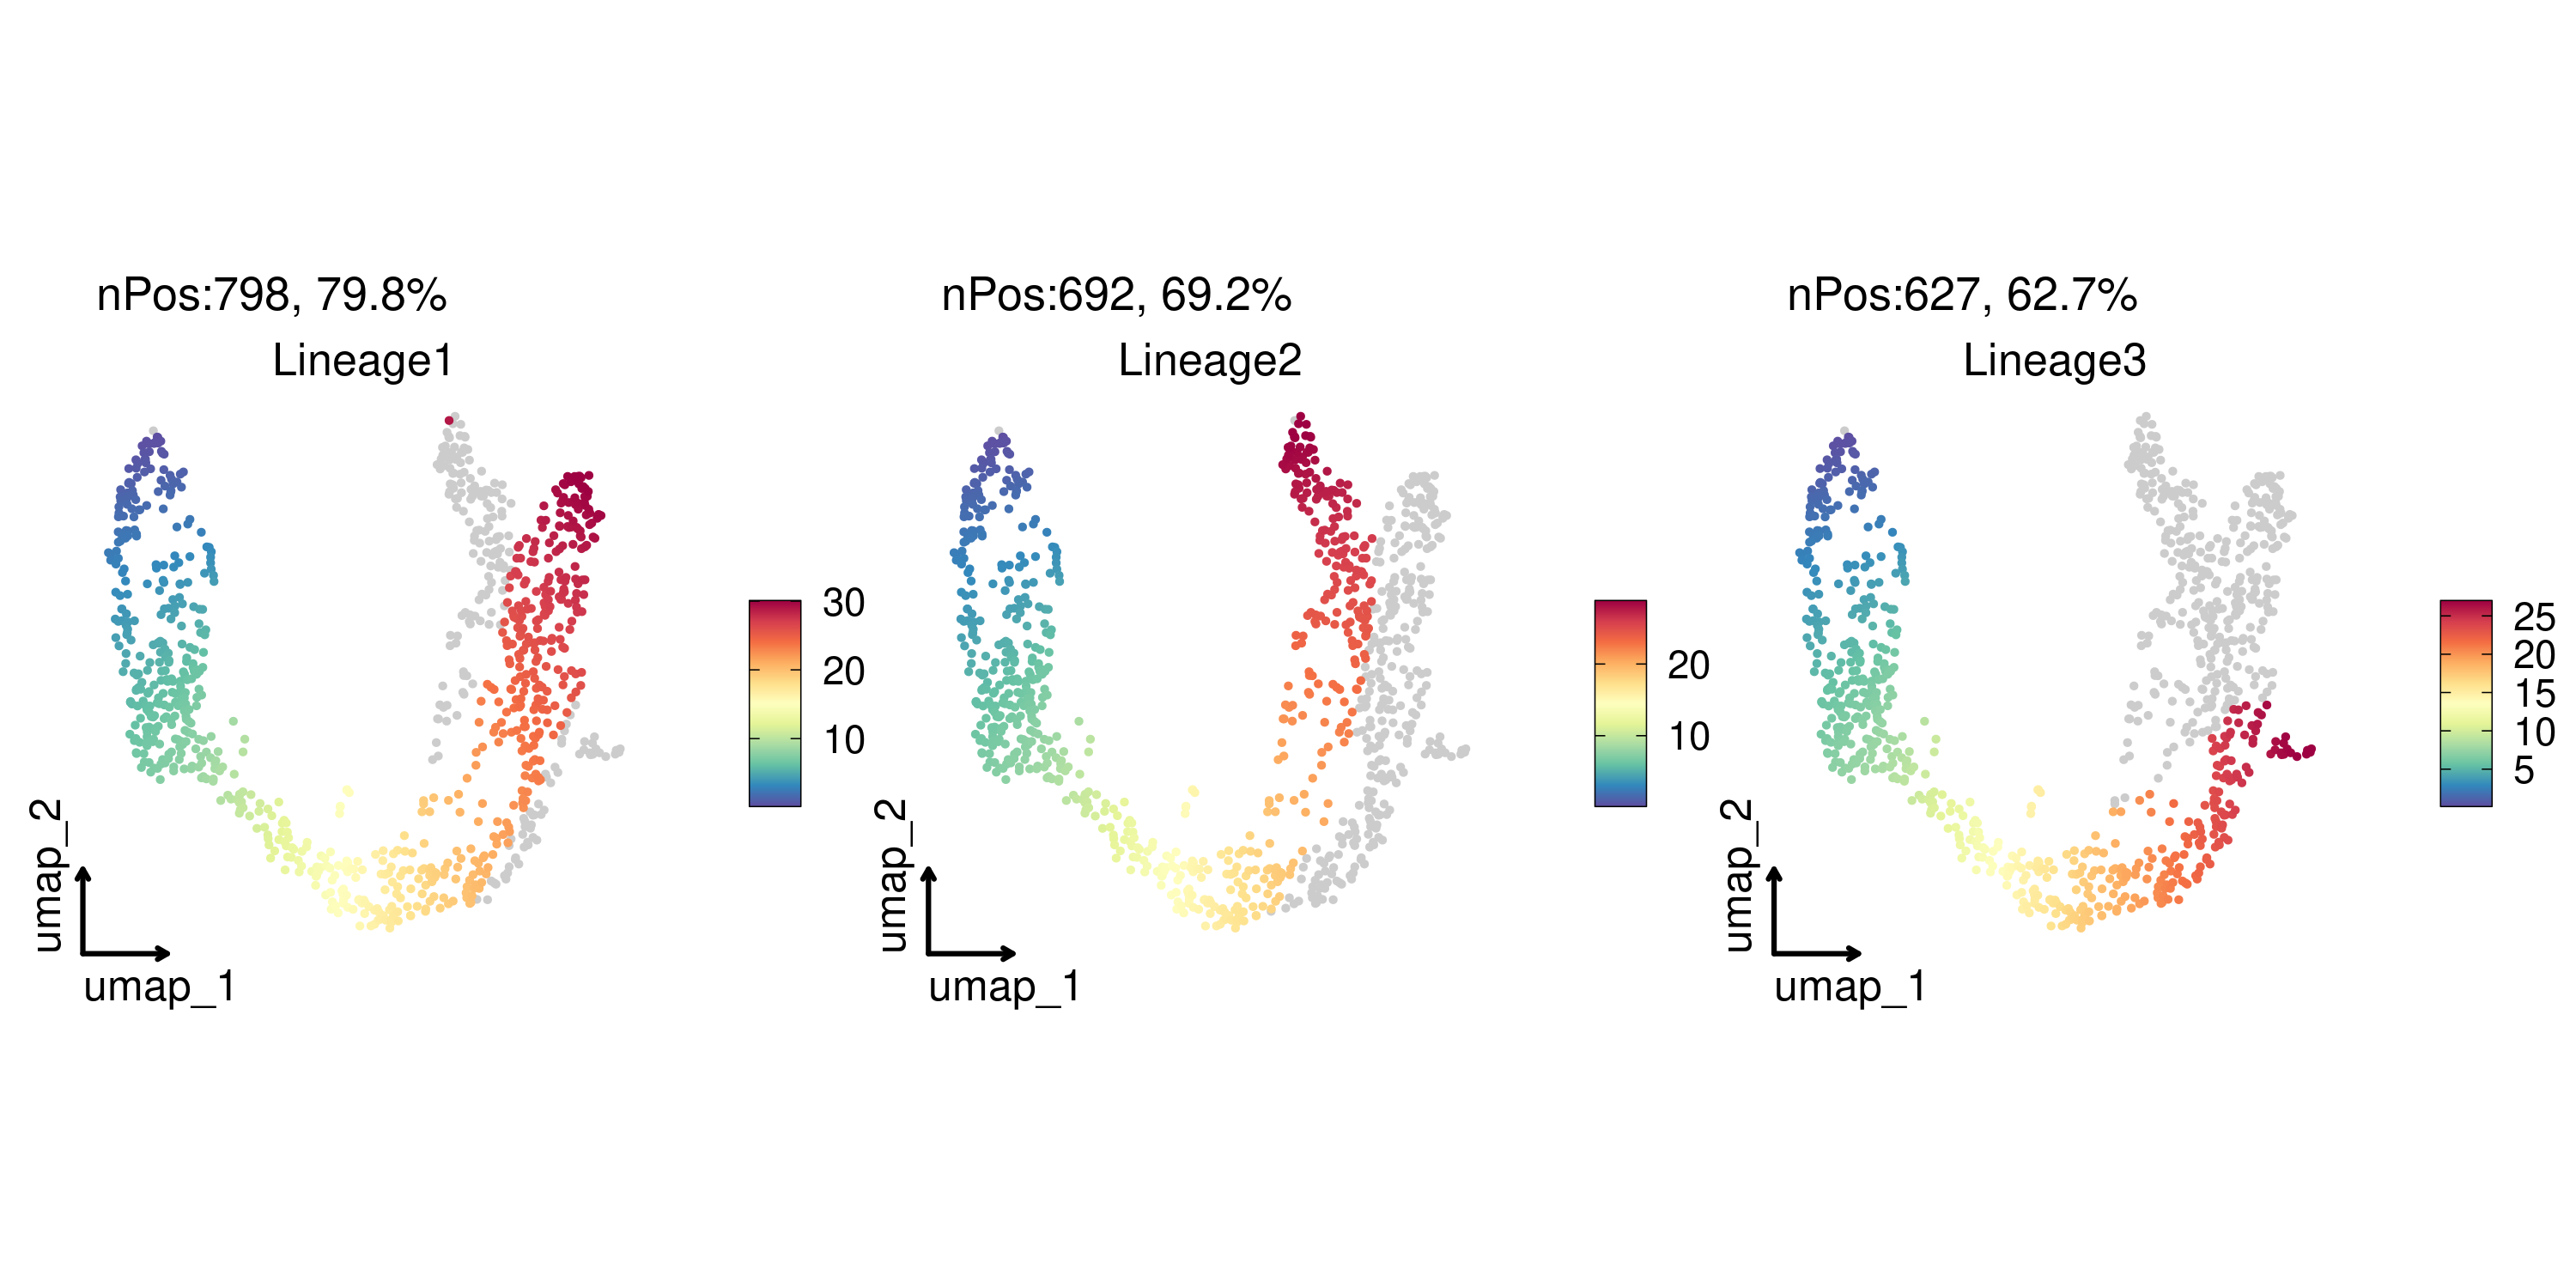 nPos:798, 79.8%
Lineage1
30
20
10
umap_2
umap_1
nPos:692, 69.2%
Lineage2
20
10
umap_2
umap_1
nPos:627, 62.7%
Lineage3
25
20
15
10
5
umap_2
umap_1